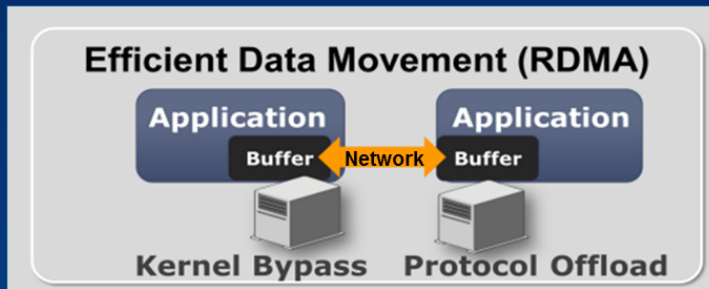 Efficient Data Movement (RDMA)
Application Application
Buffer Network Buffer
Kernel Bypass Protocol Offload